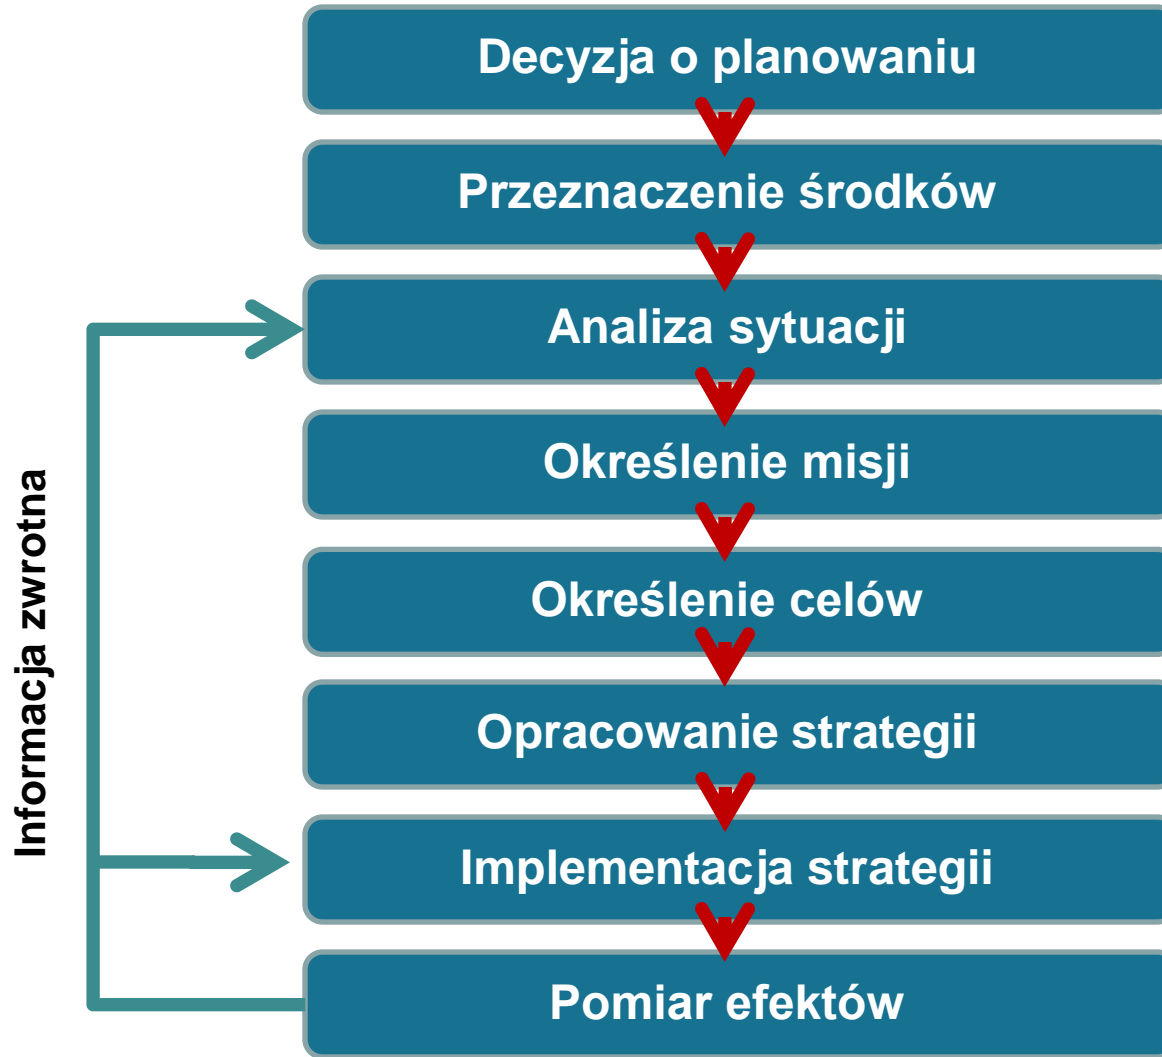 Decyzja o planowaniu
Przeznaczenie środków
Analiza sytuacji
Określenie misji
Określenie celów
Opracowanie strategii
Implementacja strategii
Pomiar efektów
Informacja zwrotna